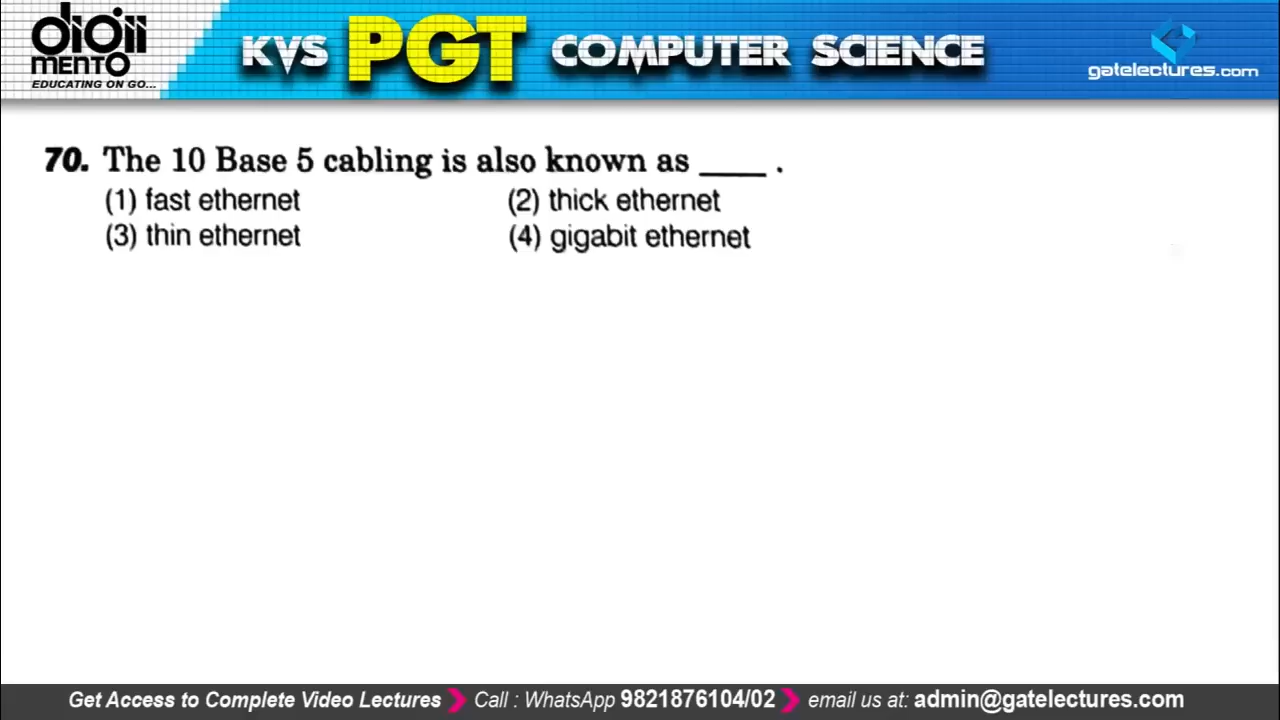 digii
MENTO
EDUCATING ON GO...
KVS PGT COMPUTER SCIENCE
gatelectures.com
70. The 10 Base 5 cabling is also known as ____ .
(1) fast ethernet (2) thick ethernet
(3) thin ethernet (4) gigabit ethernet
Get Access to Complete Video Lectures Call : WhatsApp 9821876104/02 email us at: admin@gatelectures.com